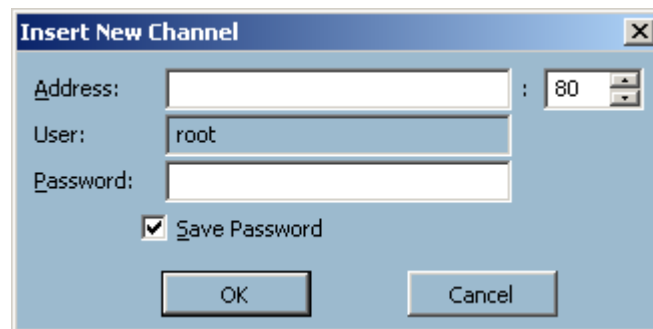 Insert New Channel
Address: : 80
User: root
Password:
Save Password
OK Cancel